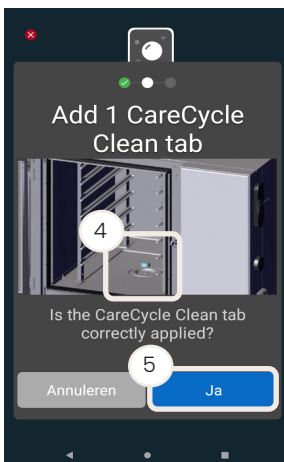 Add 1 CareCycle
Clean tab
4
Is the CareCycle Clean tab
correctly applied?
5
Annuleren
Ja